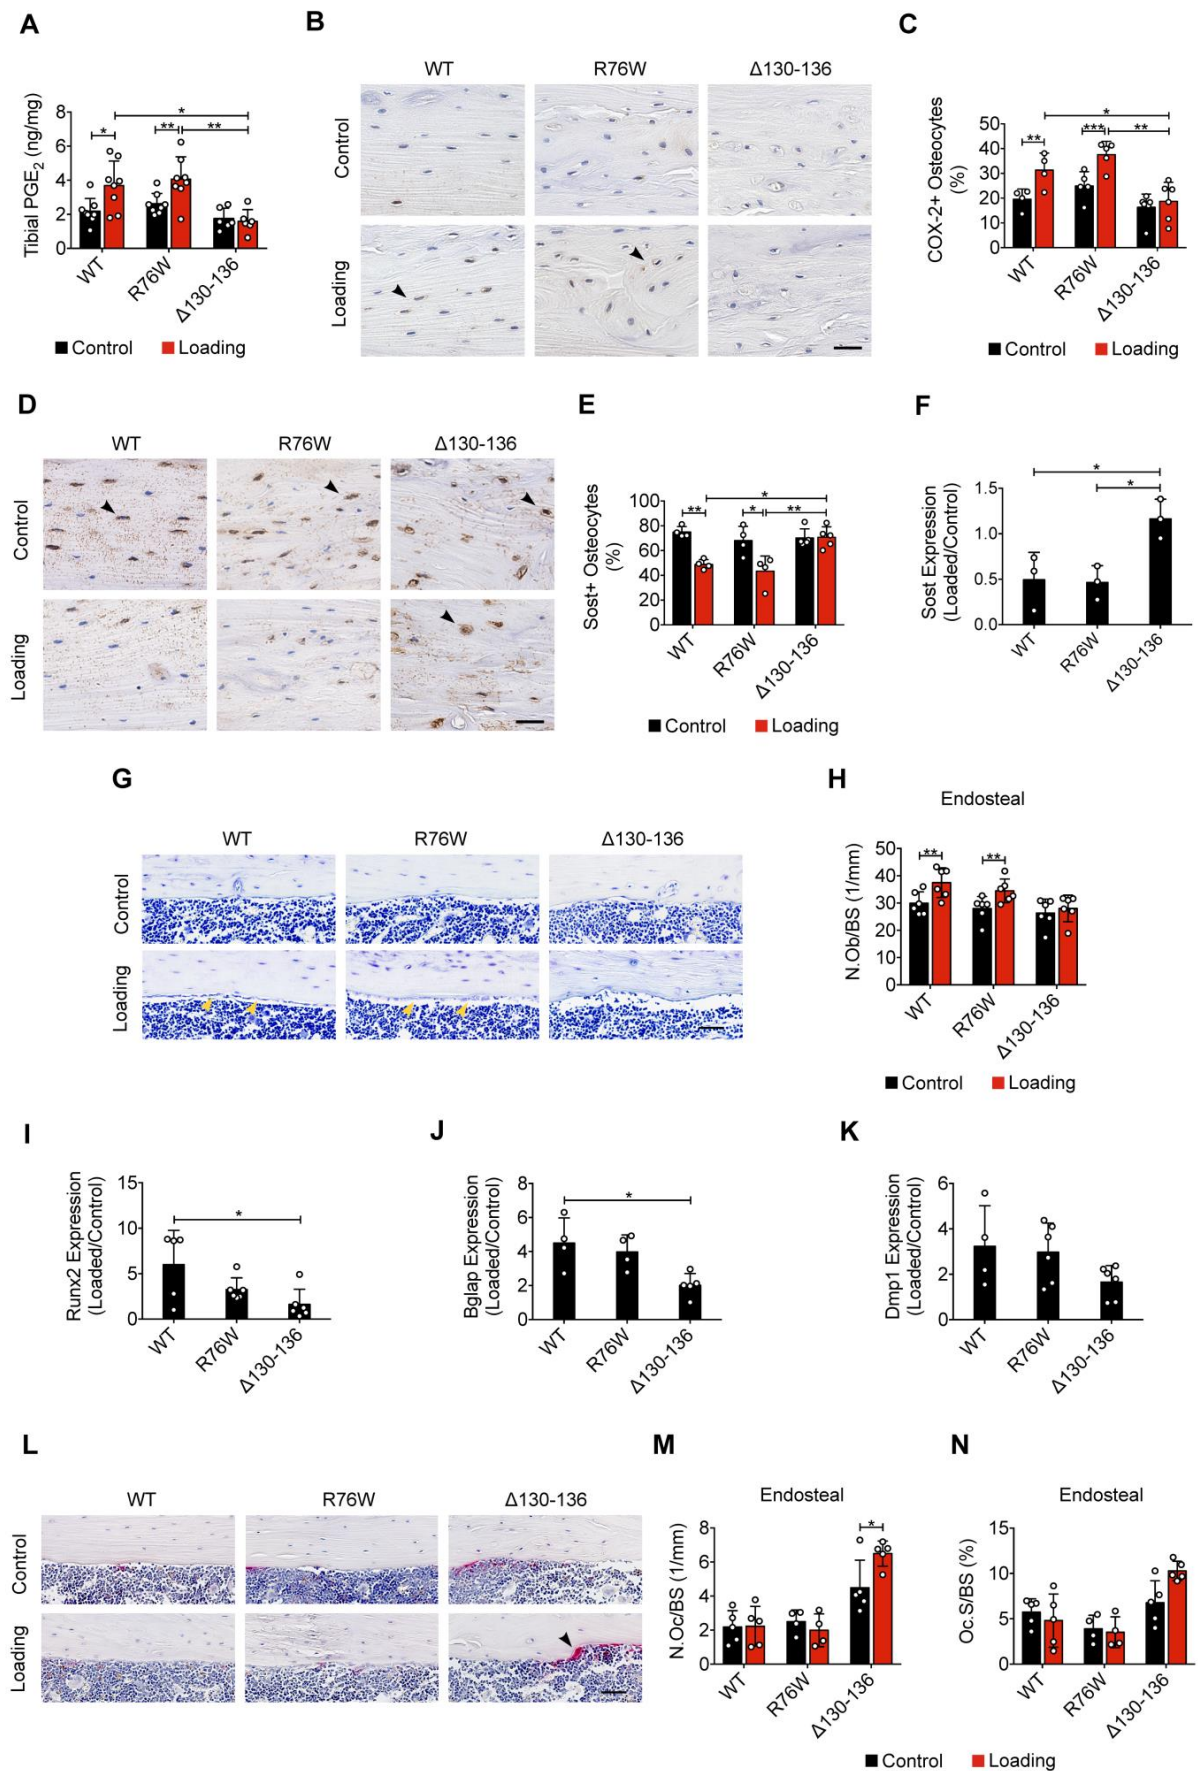 A
B
C
WT
R76W
Δ130-136
Control
Loading
Tibial PGE2 (ng/mg)
8
6
4
2
0
*
**
**
*
WT
R76W
Δ130-136
Control
Loading
COX-2+ Osteocytes
(%)
50
40
30
20
10
0
*
**
***
**
WT
R76W
Δ130-136
Control
Loading
D
E
F
WT
R76W
Δ130-136
Control
Loading
Sost+ Osteocytes
(%)
100
80
60
40
20
0
*
**
*
**
WT
R76W
Δ130-136
Control
Loading
Sost Expression
(Loaded/Control)
1.5
1.0
0.5
0.0
*
*
WT
R76W
Δ130-136
G
H
WT
R76W
Δ130-136
Control
Loading
Endosteal
N.Ob/BS (1/mm)
50
40
30
20
10
0
**
**
WT
R76W
Δ130-136
Control
Loading
I
J
K
Runx2 Expression
(Loaded/Control)
15
10
5
0
*
WT
R76W
Δ130-136
Bglap Expression
(Loaded/Control)
8
6
4
2
0
*
WT
R76W
Δ130-136
Dmp1 Expression
(Loaded/Control)
6
4
2
0
WT
R76W
Δ130-136
L
M
N
WT
R76W
Δ130-136
Control
Loading
Endosteal
N.Oc/BS (1/mm)
8
6
4
2
0
*
WT
R76W
Δ130-136
Endosteal
Oc.S/BS (%)
15
10
5
0
WT
R76W
Δ130-136
Control
Loading